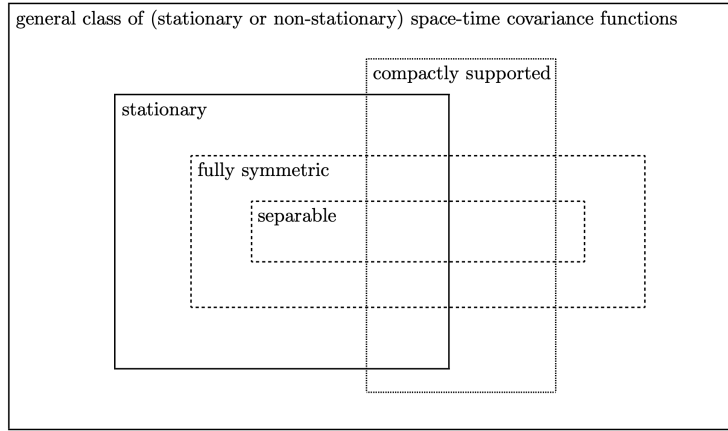 general class of (stationary or non-stationary) space-time covariance functions
compactly supported
stationary
fully symmetric
separable